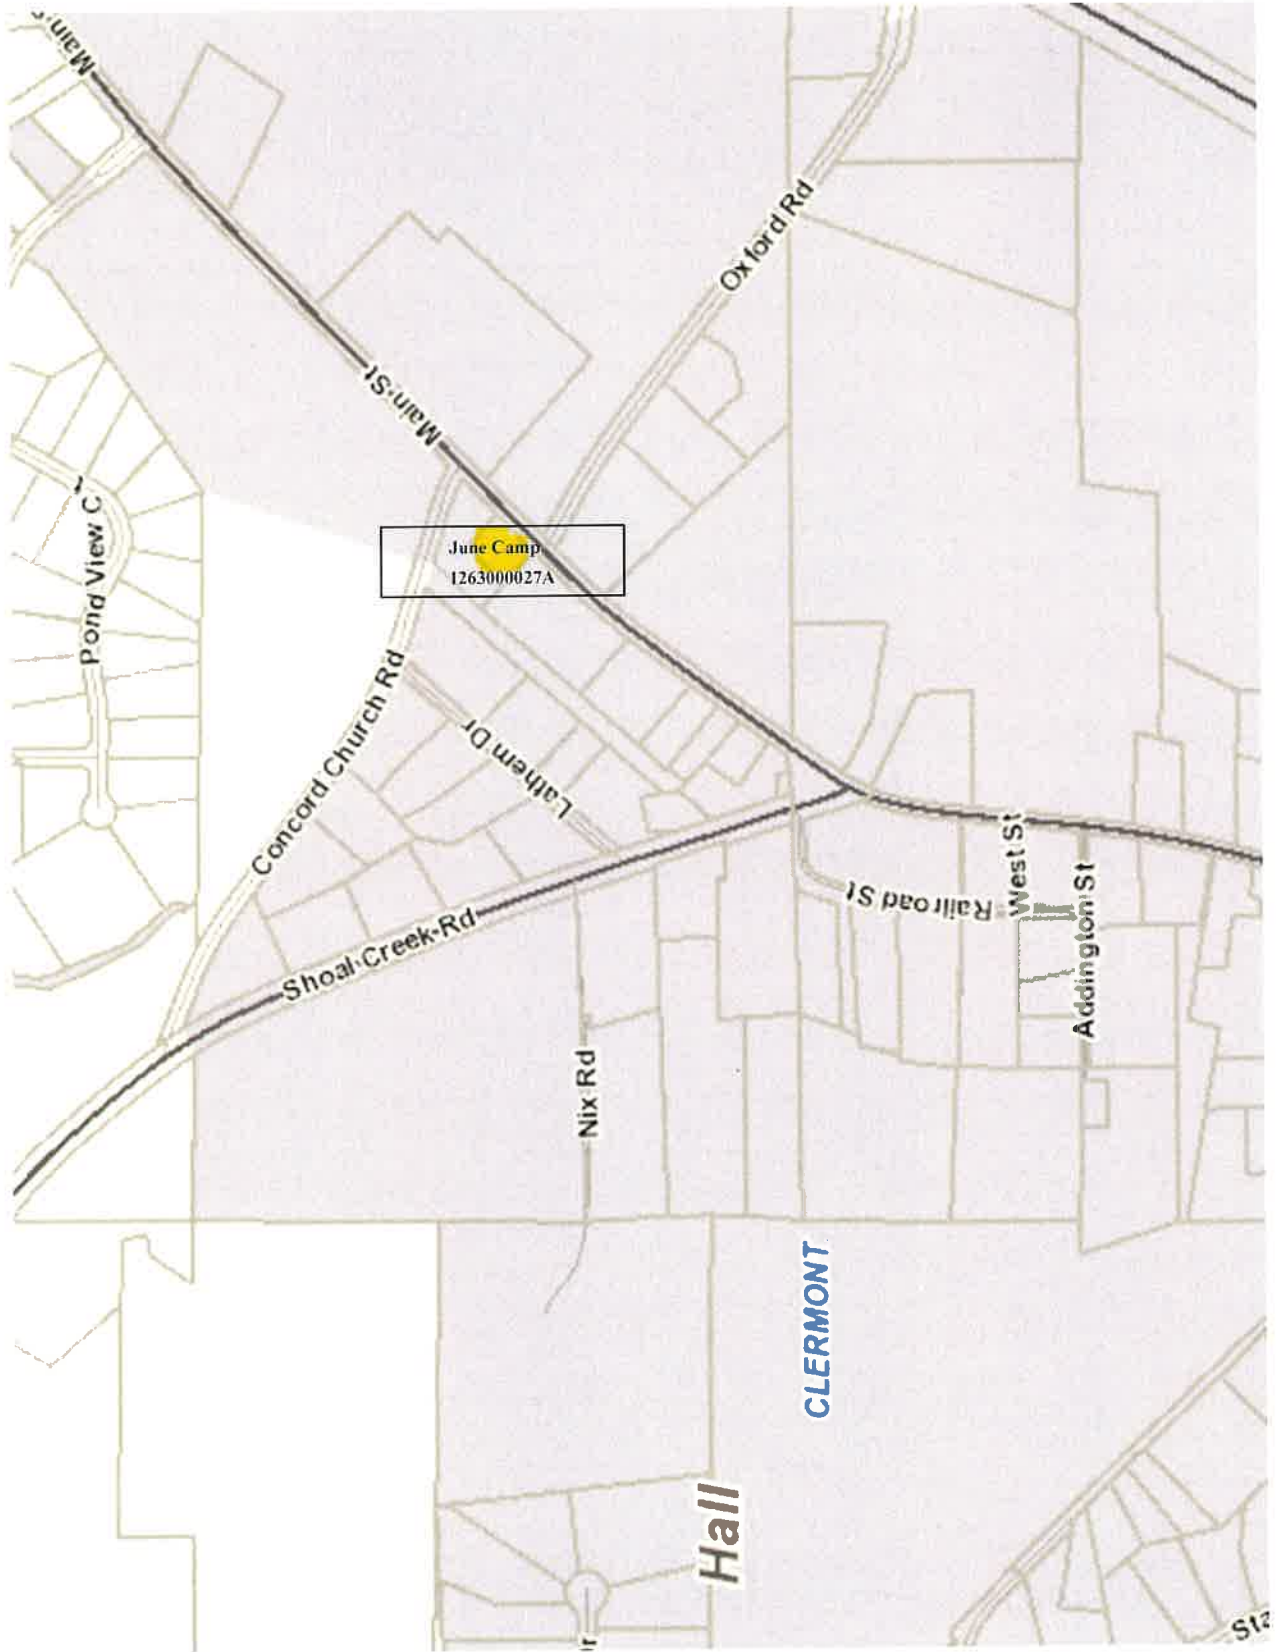 Main
Oxford Rd
Main St
Pond View Ct
June Camp
1263000027A
Concord Church Rd
Lathem Dr
Shoal Creek Rd
Railroad St
West St
Addington St
Nix Rd
CLERMONT
Hall